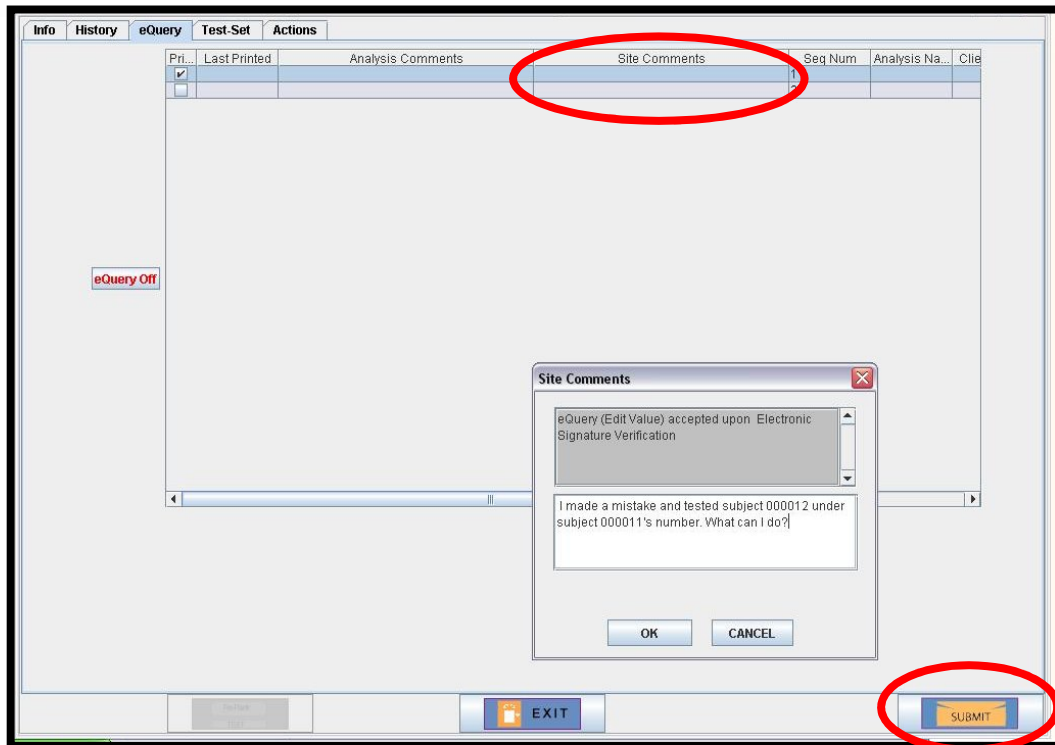 Info History eQuery Test-Set Actions
Pri... Last Printed Analysis Comments Site Comments Seq Num Analysis Na... Clie
1
eQuery Off
Site Comments
eQuery (Edit Value) accepted upon Electronic
Signature Verification
I made a mistake and tested subject 000012 under
subject 000011's number. What can I do?
OK CANCEL
EXIT
SUBMIT